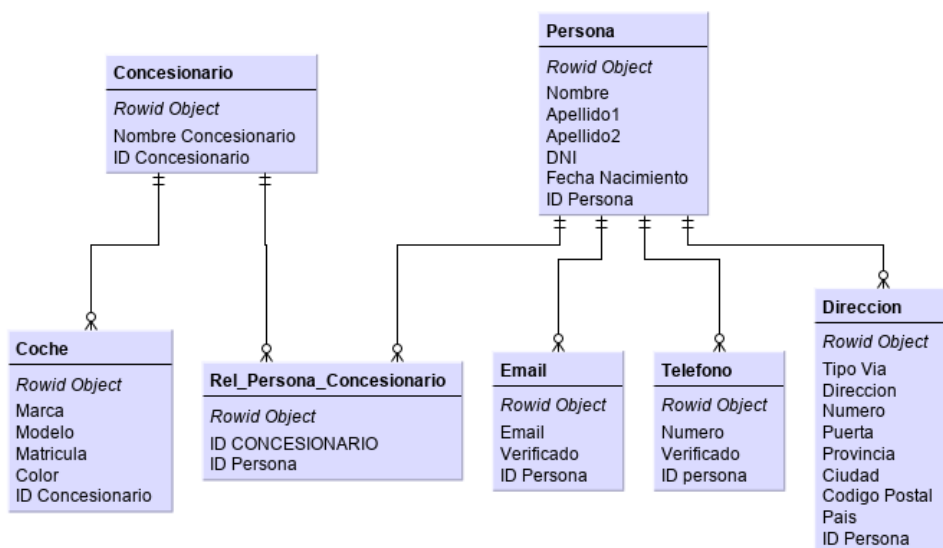 Concesionario
Rowid Object
Nombre Concesionario
ID Concesionario
Persona
Rowid Object
Nombre
Apellido1
Apellido2
DNI
Fecha Nacimiento
ID Persona
Coche
Rowid Object
Marca
Modelo
Matricula
Color
ID Concesionario
Rel_Persona_Concesionario
Rowid Object
ID CONCESIONARIO
ID Persona
Email
Rowid Object
Email
Verificado
ID Persona
Telefono
Rowid Object
Numero
Verificado
ID persona
Direccion
Rowid Object
Tipo Via
Direccion
Numero
Puerta
Provincia
Ciudad
Codigo Postal
Pais
ID Persona